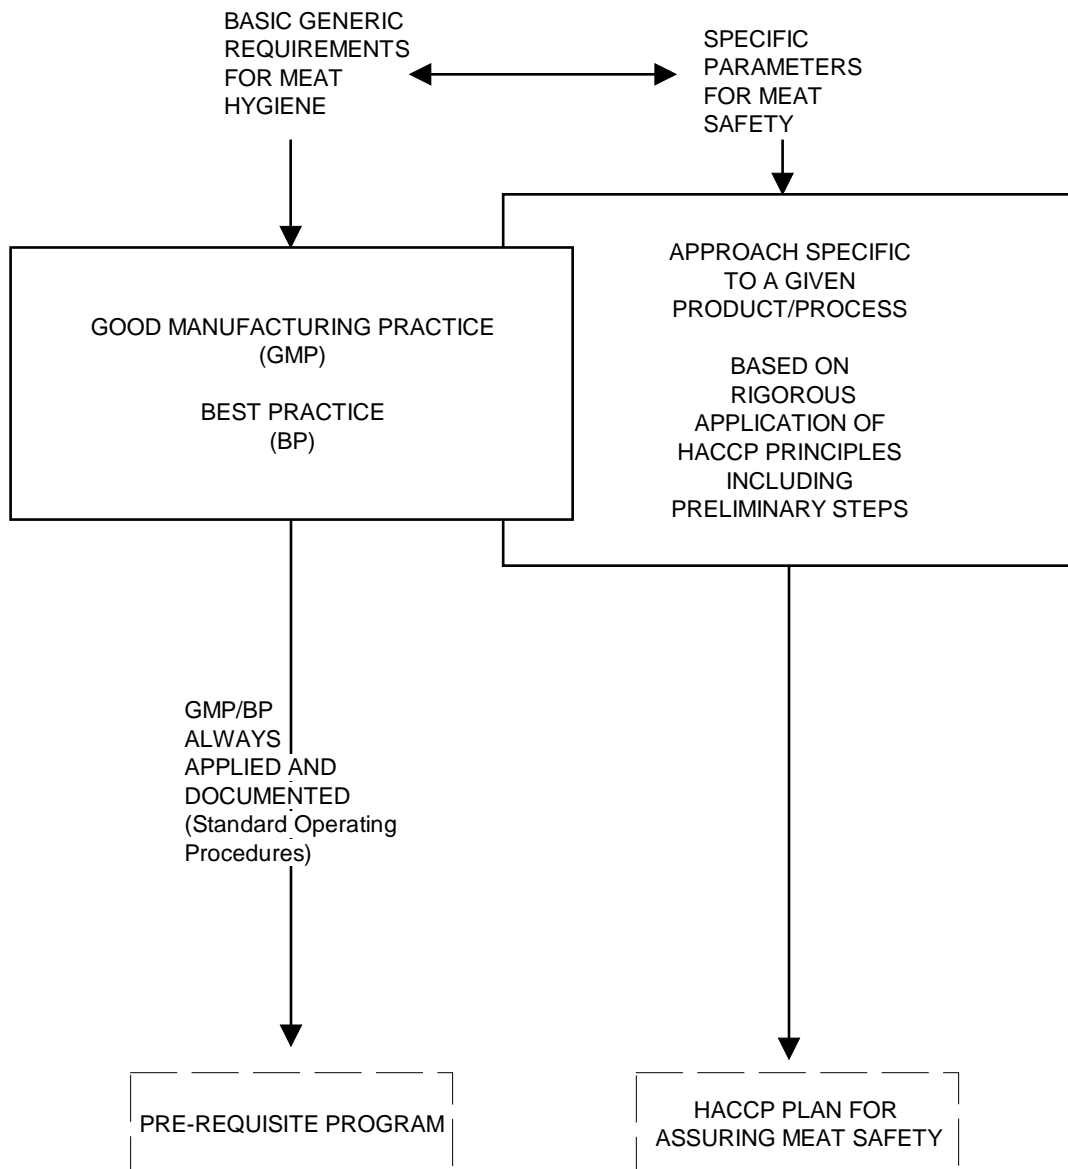 BASIC GENERIC
REQUIREMENTS
FOR MEAT
HYGIENE
SPECIFIC
PARAMETERS
FOR MEAT
SAFETY
GOOD MANUFACTURING PRACTICE
(GMP)
BEST PRACTICE
(BP)
APPROACH SPECIFIC
TO A GIVEN
PRODUCT/PROCESS
BASED ON
RIGOROUS
APPLICATION OF
HACCP PRINCIPLES
INCLUDING
PRELIMINARY STEPS
GMP/BP
ALWAYS
APPLIED AND
DOCUMENTED
(Standard Operating
Procedures)
PRE-REQUISITE PROGRAM
HACCP PLAN FOR
ASSURING MEAT SAFETY